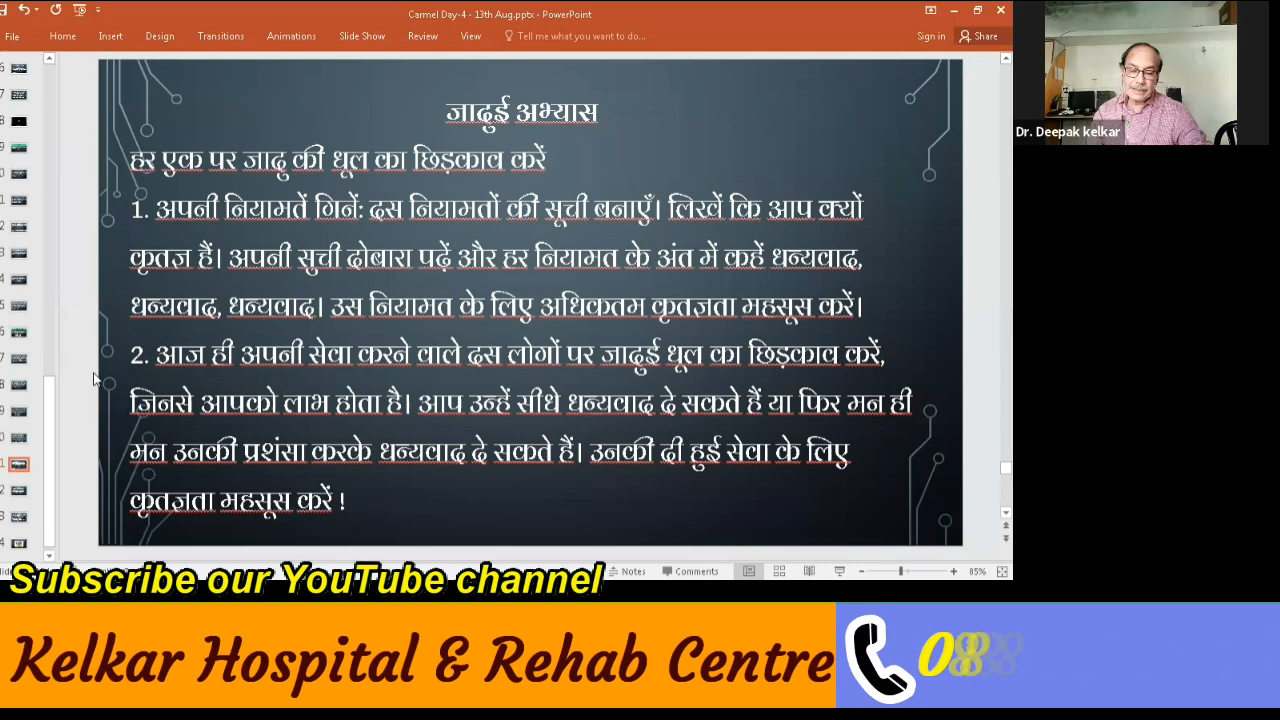 Carmel Day-4 - 13th Aug.pptx - PowerPoint
File Home Insert Design Transitions Animations Slide Show Review View Tell me what you want to do... Sign in Share
Dr. Deepak kelkar
जादुई अभ्यास
हर एक पर जादु की धूल का छिड़काव करें
1. अपनी नियामतें गिनें: दस नियामतों की सूची बनाएँ। लिखें कि आप क्यों
कृतज्ञ हैं। अपनी सुची दोबारा पढ़ें और हर नियामत के अंत में कहें धन्यवाद,
धन्यवाद, धन्यवाद। उस नियामत के लिए अधिकतम कृतज्ञता महसूस करें।
2. आज ही अपनी सेवा करने वाले दस लोगों पर जादुई धूल का छिड़काव करें,
जिनसे आपको लाभ होता है। आप उन्हें सीधे धन्यवाद दे सकते हैं या फिर मन ही
मन उनकी प्रशंसा करके धन्यवाद दे सकते हैं। उनकी दी हुई सेवा के लिए
कृतज्ञता महसूस करें !
Notes Comments 85%
Subscribe our YouTube channel
Kelkar Hospital & Rehab Centre 08